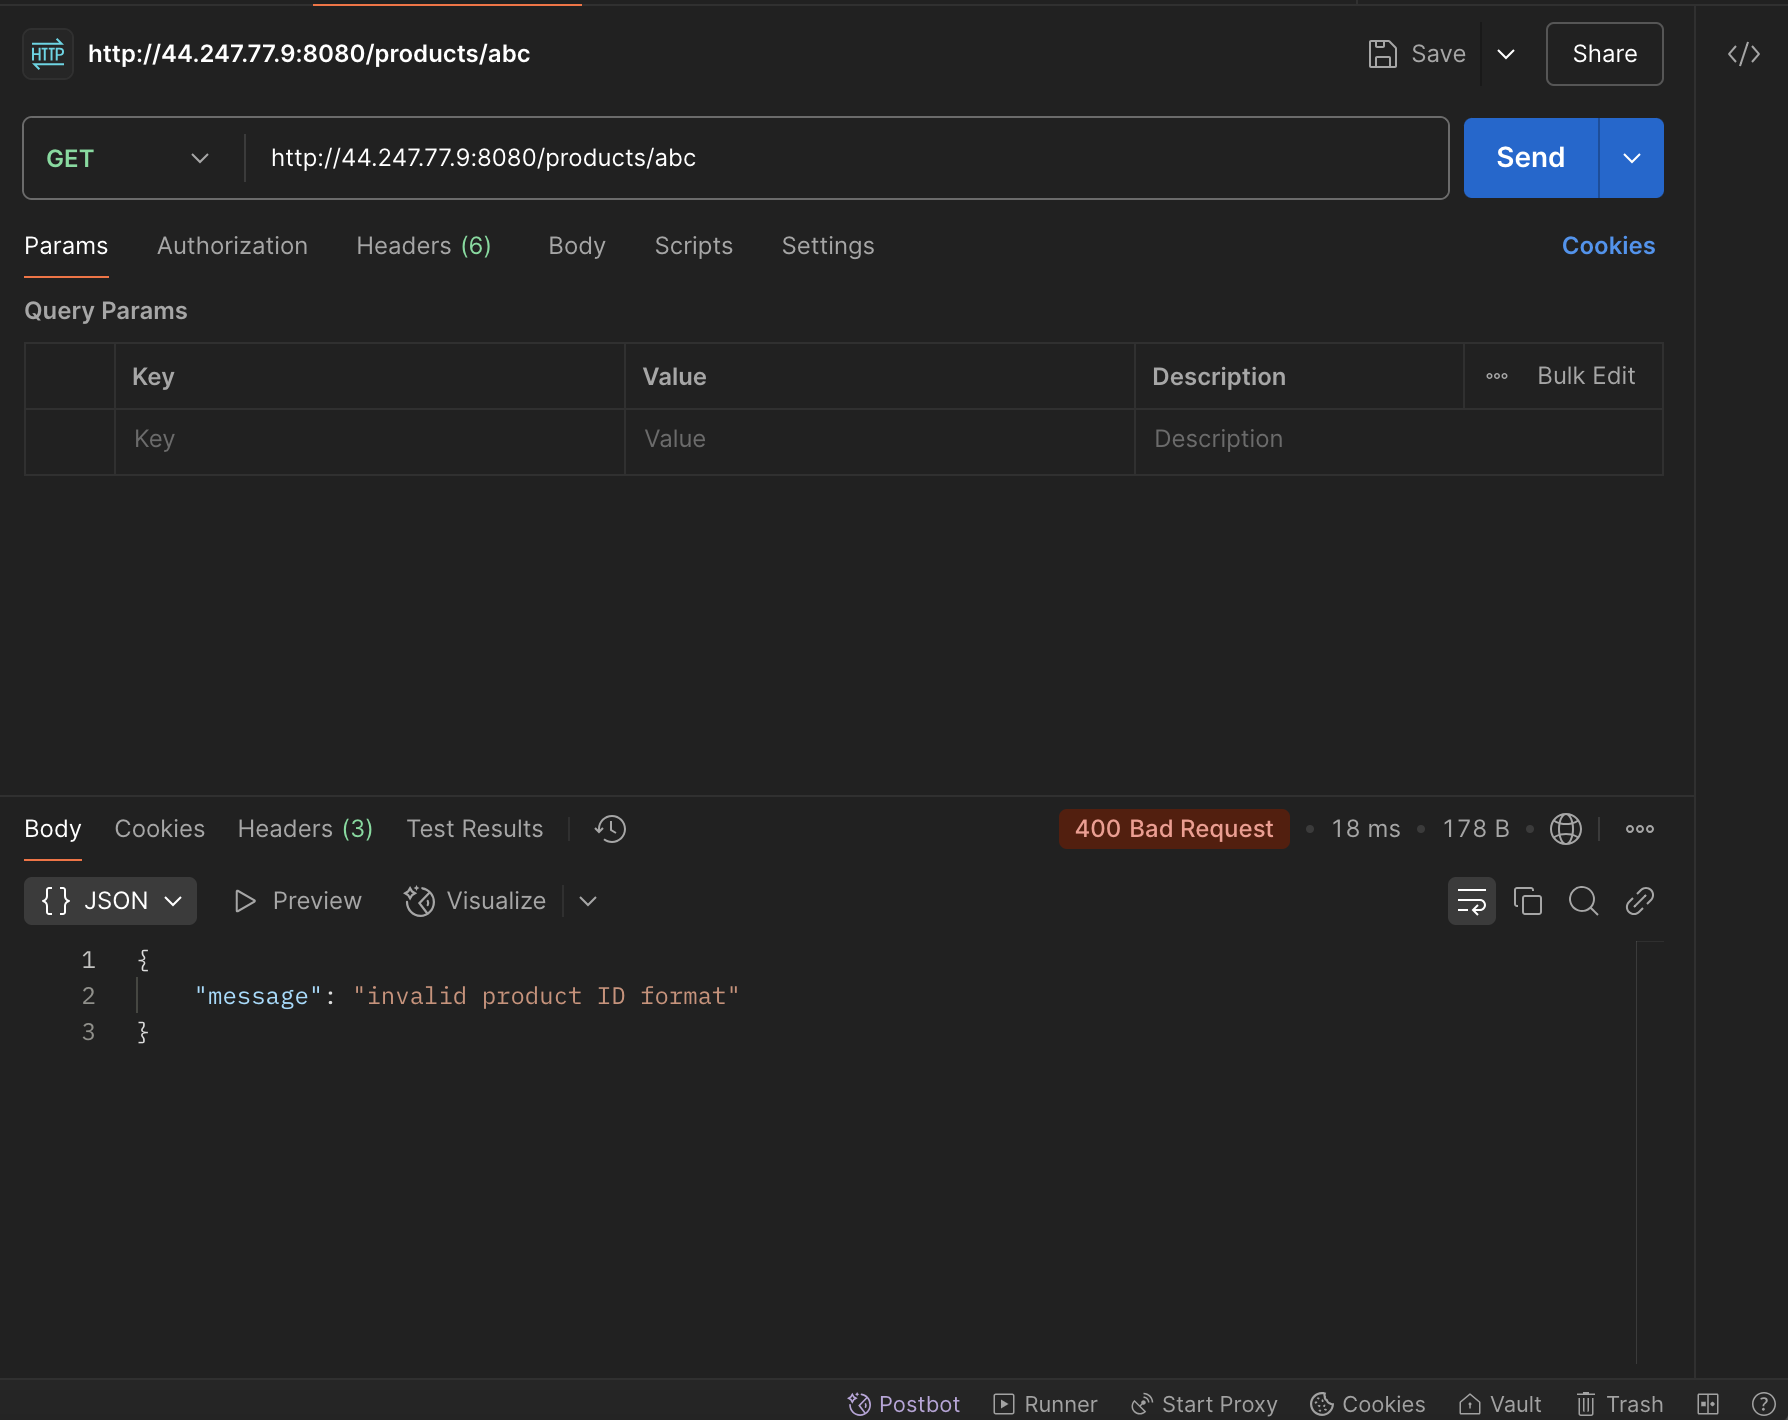 HTTP http://44.247.77.9:8080/products/abc Save Share </>
GET http://44.247.77.9:8080/products/abc Send
Params Authorization Headers (6) Body Scripts Settings Cookies
Query Params
Key Value Description Bulk Edit
Key Value Description
Body Cookies Headers (3) Test Results 400 Bad Request • 18 ms • 178 B •
{} JSON Preview Visualize
1 {
2 "message": "invalid product ID format"
3 }
Postbot Runner Start Proxy Cookies Vault Trash ?